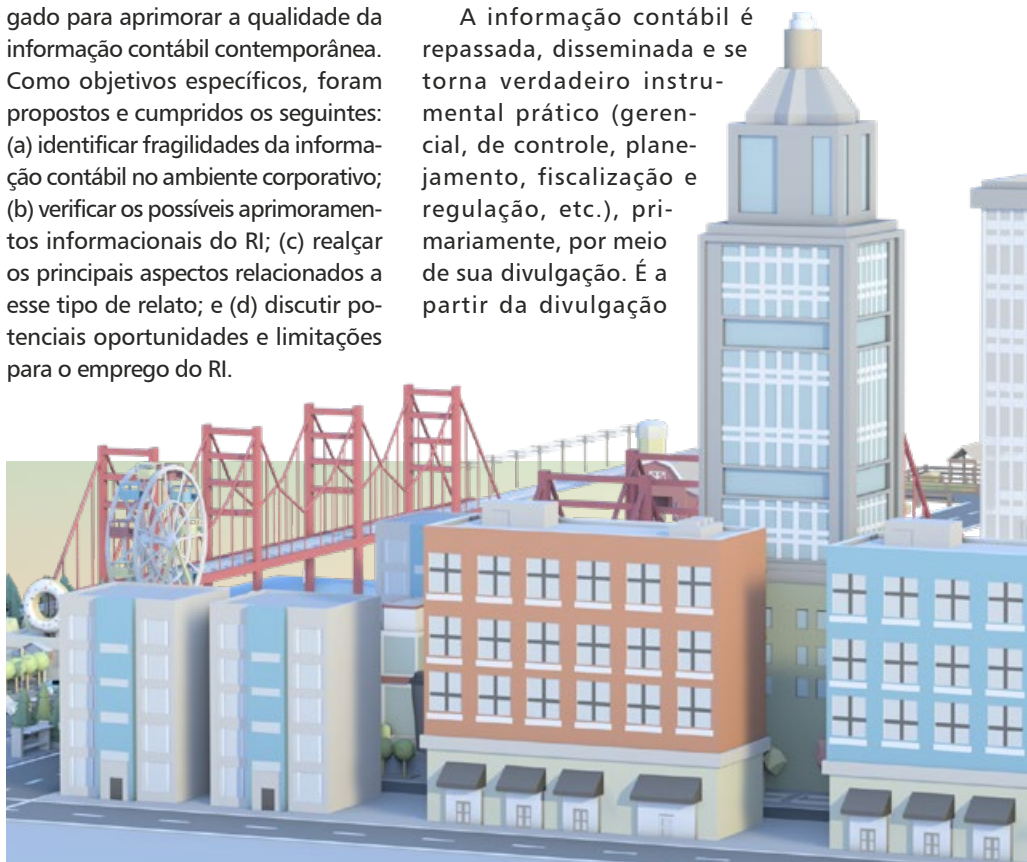 gado para aprimorar a qualidade da
informação contábil contemporânea.
Como objetivos específicos, foram
propostos e cumpridos os seguintes:
(a) identificar fragilidades da informa-
ção contábil no ambiente corporativo;
(b) verificar os possíveis aprimoramen-
tos informacionais do RI; (c) realçar
os principais aspectos relacionados a
esse tipo de relato; e (d) discutir po-
tenciais oportunidades e limitações
para o emprego do RI.
A informação contábil é
repassada, disseminada e se
torna verdadeiro instru-
mental prático (geren-
cial, de controle, plane-
jamento, fiscalização e
regulação, etc.), pri-
mariamente, por meio
de sua divulgação. É a
partir da divulgação